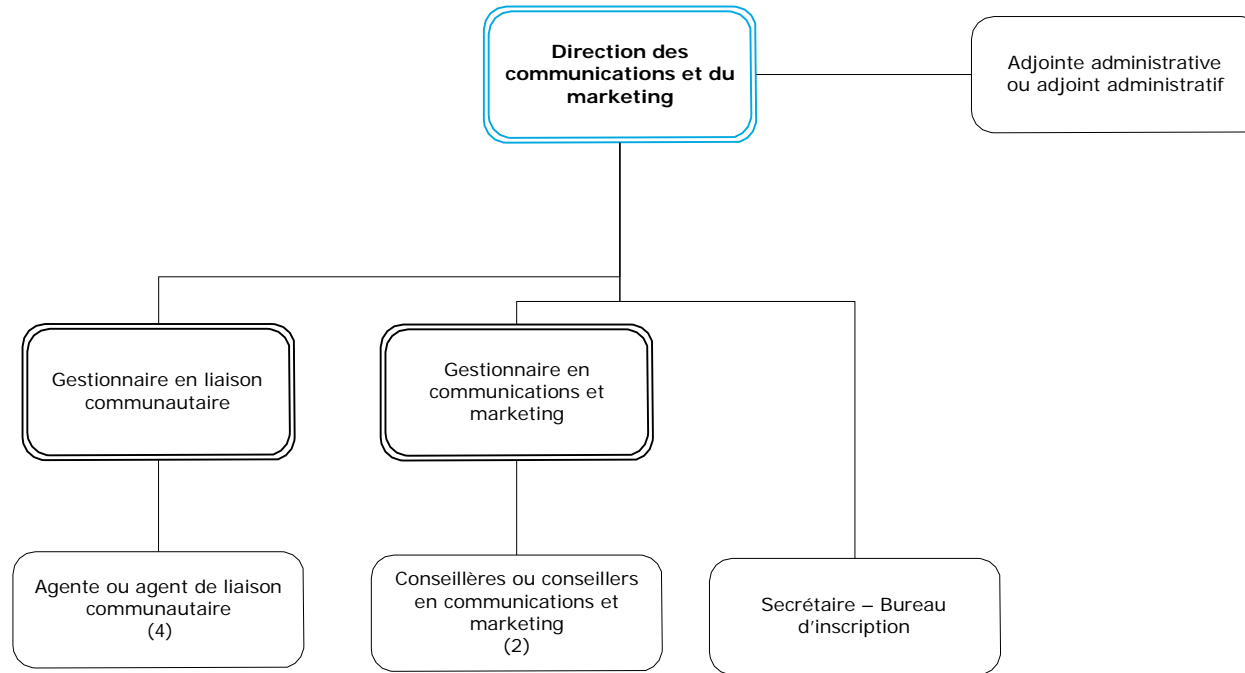 Direction des
communications et du
marketing
Adjointe administrative
ou adjoint administratif
Gestionnaire en liaison
communautaire
Gestionnaire en
communications et
marketing
Agente ou agent de liaison
communautaire
(4)
Conseillères ou conseillers
en communications et
marketing
(2)
Secrétaire – Bureau
d’inscription